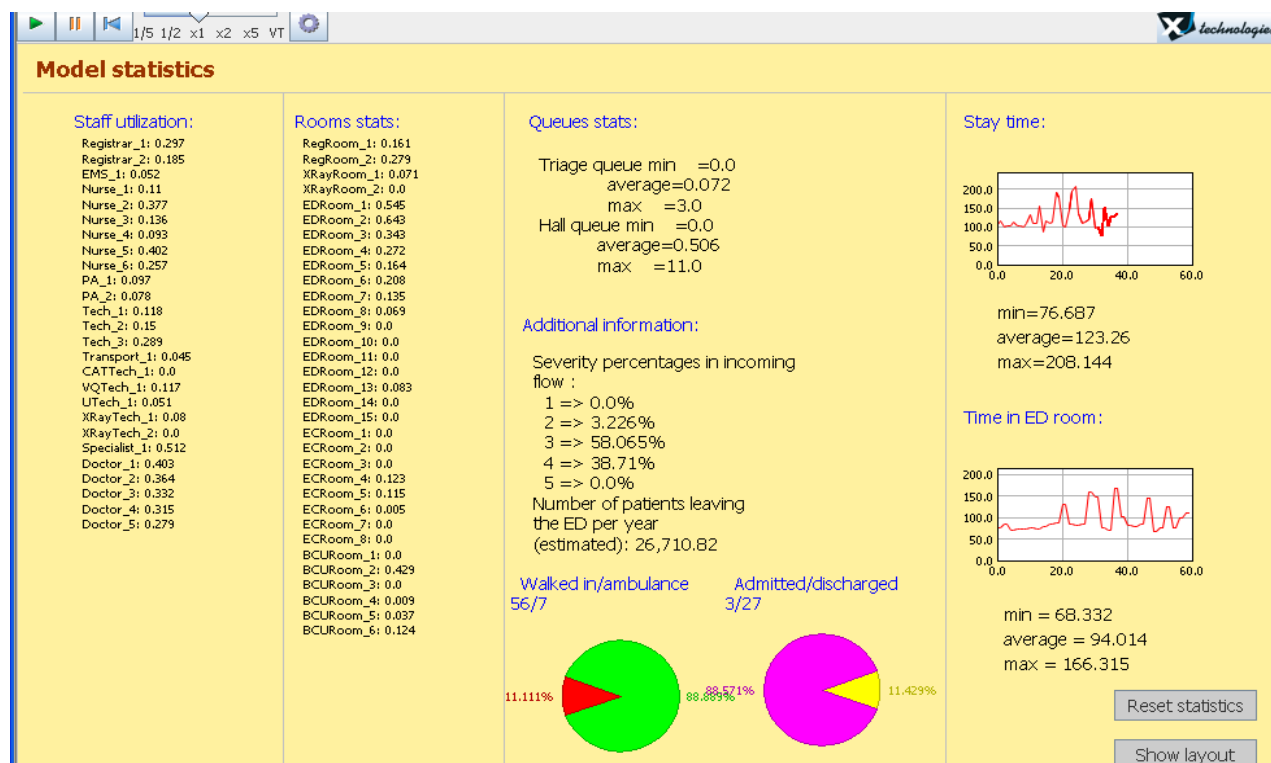 1/5 1/2 x1 x2 x5 VT
technologie
Model statistics
Staff utilization:
Registrar_1: 0.297
Registrar_2: 0.185
EMS_1: 0.052
Nurse_1: 0.11
Nurse_2: 0.377
Nurse_3: 0.136
Nurse_4: 0.093
Nurse_5: 0.402
Nurse_6: 0.257
PA_1: 0.097
PA_2: 0.078
Tech_1: 0.118
Tech_2: 0.15
Tech_3: 0.289
Transport_1: 0.045
CATTech_1: 0.0
VQTech_1: 0.117
UTech_1: 0.051
XRayTech_1: 0.08
XRayTech_2: 0.0
Specialist_1: 0.512
Doctor_1: 0.403
Doctor_2: 0.364
Doctor_3: 0.332
Doctor_4: 0.315
Doctor_5: 0.279
Rooms stats:
RegRoom_1: 0.161
RegRoom_2: 0.279
XRayRoom_1: 0.071
XRayRoom_2: 0.0
EDRoom_1: 0.545
EDRoom_2: 0.643
EDRoom_3: 0.343
EDRoom_4: 0.272
EDRoom_5: 0.164
EDRoom_6: 0.208
EDRoom_7: 0.135
EDRoom_8: 0.069
EDRoom_9: 0.0
EDRoom_10: 0.0
EDRoom_11: 0.0
EDRoom_12: 0.0
EDRoom_13: 0.083
EDRoom_14: 0.0
EDRoom_15: 0.0
ECRoom_1: 0.0
ECRoom_2: 0.0
ECRoom_3: 0.0
ECRoom_4: 0.123
ECRoom_5: 0.115
ECRoom_6: 0.005
ECRoom_7: 0.0
ECRoom_8: 0.0
BCURoom_1: 0.0
BCURoom_2: 0.429
BCURoom_3: 0.0
BCURoom_4: 0.009
BCURoom_5: 0.037
BCURoom_6: 0.124
Queues stats:
Triage queue min =0.0
average=0.072
max =3.0
Hall queue min =0.0
average=0.506
max =11.0
Additional information:
Severity percentages in incoming
flow :
1 => 0.0%
2 => 3.226%
3 => 58.065%
4 => 38.71%
5 => 0.0%
Number of patients leaving
the ED per year
(estimated): 26,710.82
Walked in/ambulance
56/7
11.111%
88.889%
Admitted/discharged
3/27
88.571%
11.429%
Stay time:
200.0
150.0
100.0
50.0
0.0
0.0 20.0 40.0 60.0
min=76.687
average=123.26
max=208.144
Time in ED room:
200.0
150.0
100.0
50.0
0.0
0.0 20.0 40.0 60.0
min = 68.332
average = 94.014
max = 166.315
Reset statistics
Show layout